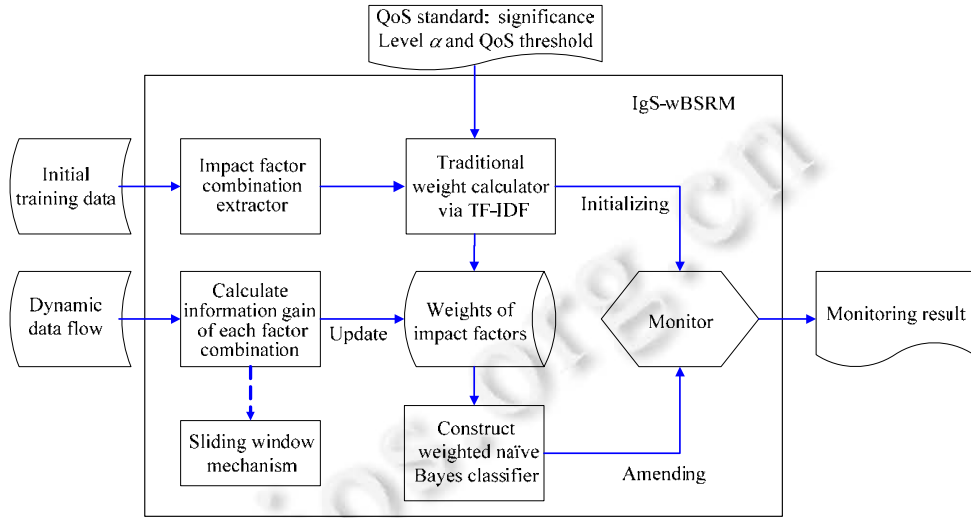 QoS standard: significance
Level α and QoS threshold
IgS-wBSRM
Initial
training data
Impact factor
combination
extractor
Traditional
weight calculator
via TF-IDF
Initializing
Dynamic
data flow
Calculate
information gain
of each factor
combination
Update
Weights of
impact factors
Monitor
Monitoring result
Sliding window
mechanism
Construct
weighted naïve
Bayes classifier
Amending